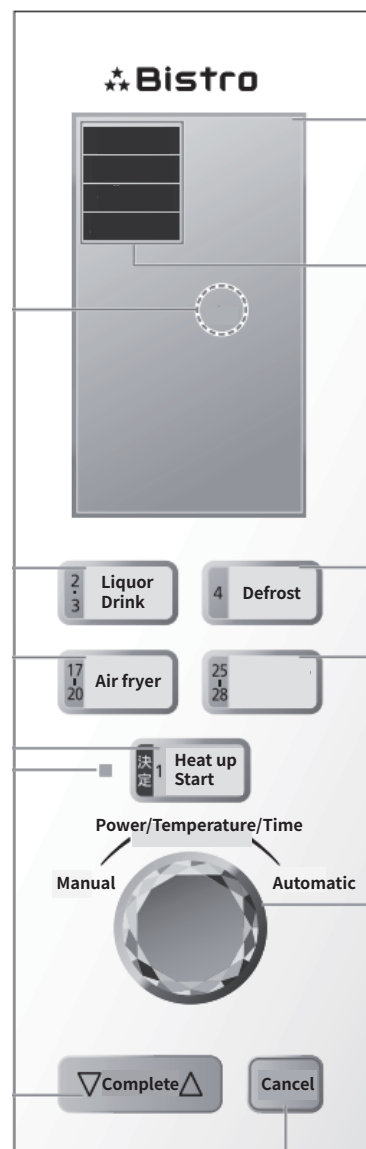 Bistro
2・3 Liquor
Drink
4 Defrost
17-20 Air fryer
25-28
決定 1 Heat up
Start
Power/Temperature/Time
Manual
Automatic
▽Complete△
Cancel